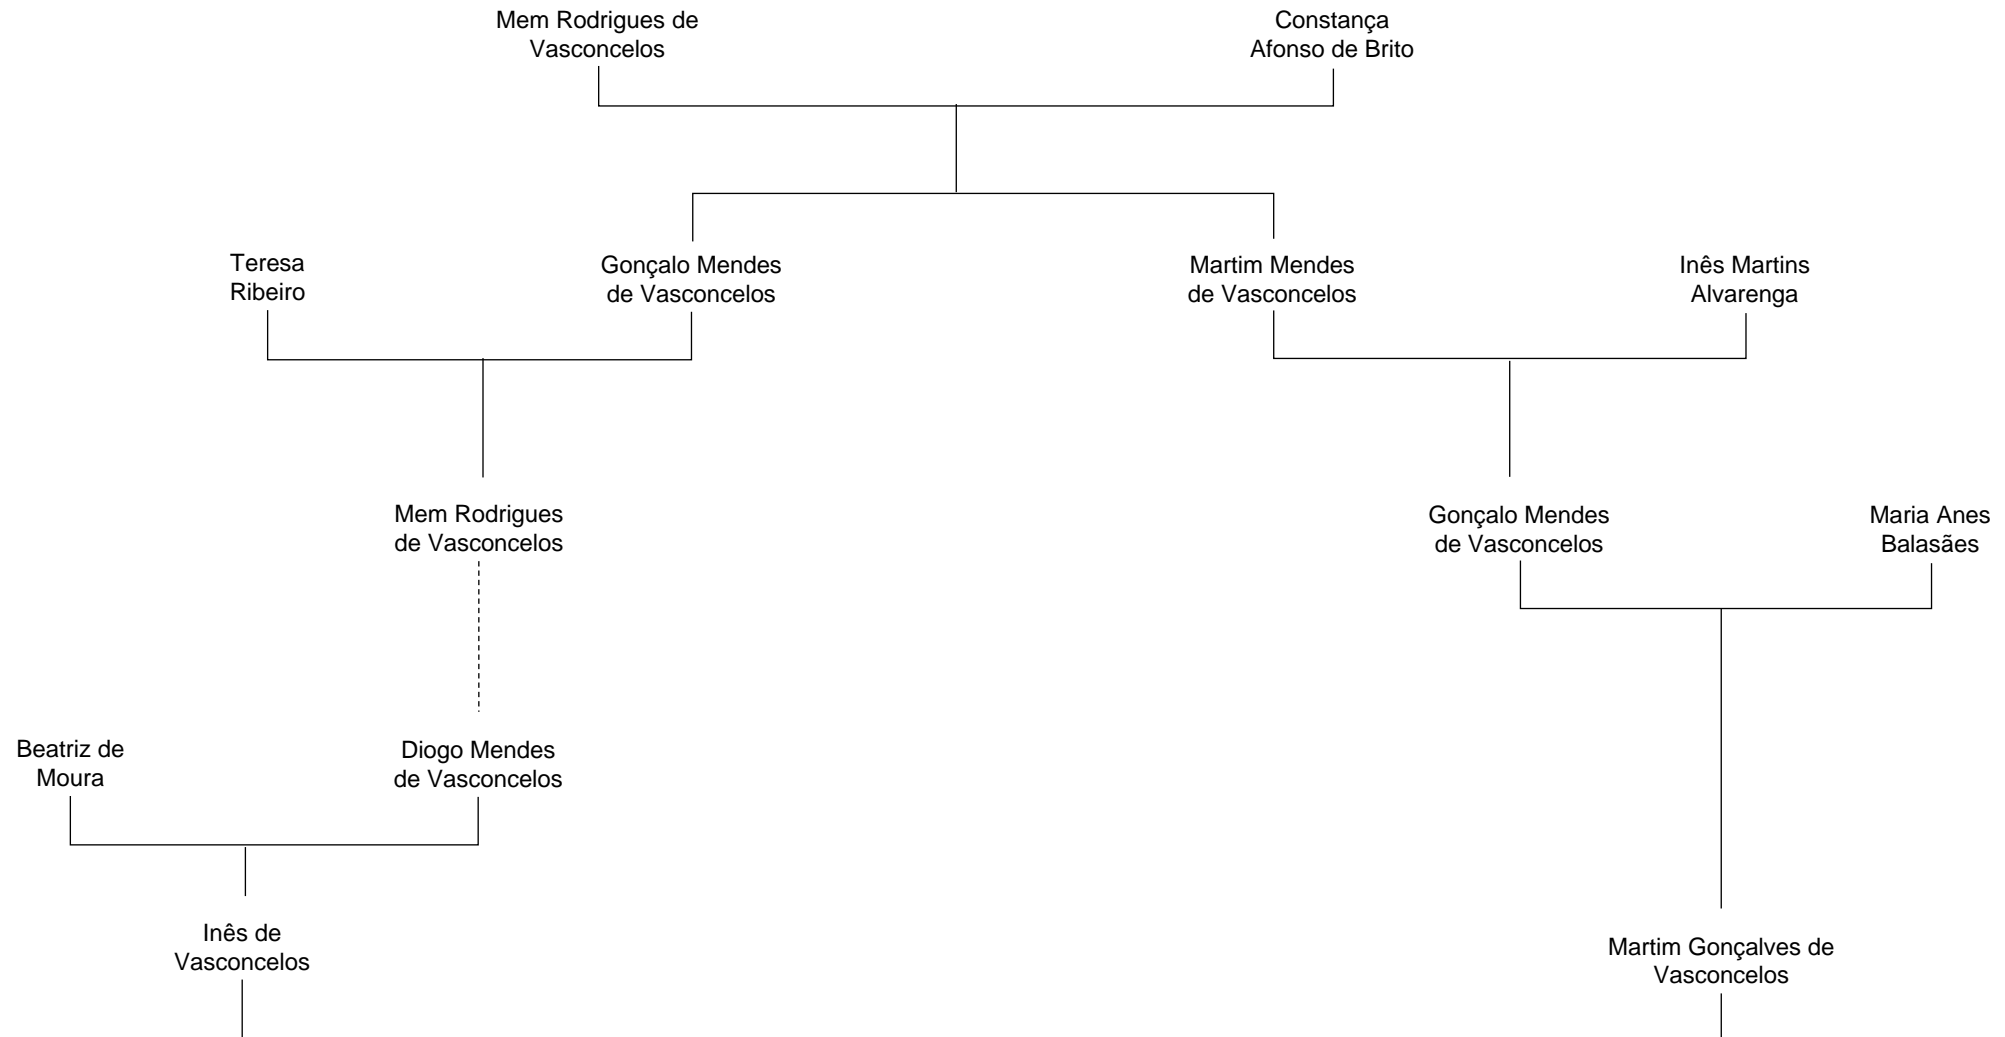 Mem Rodrigues de
Vasconcelos
Constança
Afonso de Brito
Teresa
Ribeiro
Gonçalo Mendes
de Vasconcelos
Martim Mendes
de Vasconcelos
Inês Martins
Alvarenga
Mem Rodrigues
de Vasconcelos
Gonçalo Mendes
de Vasconcelos
Maria Anes
Balasães
Beatriz de
Moura
Diogo Mendes
de Vasconcelos
Inês de
Vasconcelos
Martim Gonçalves de
Vasconcelos